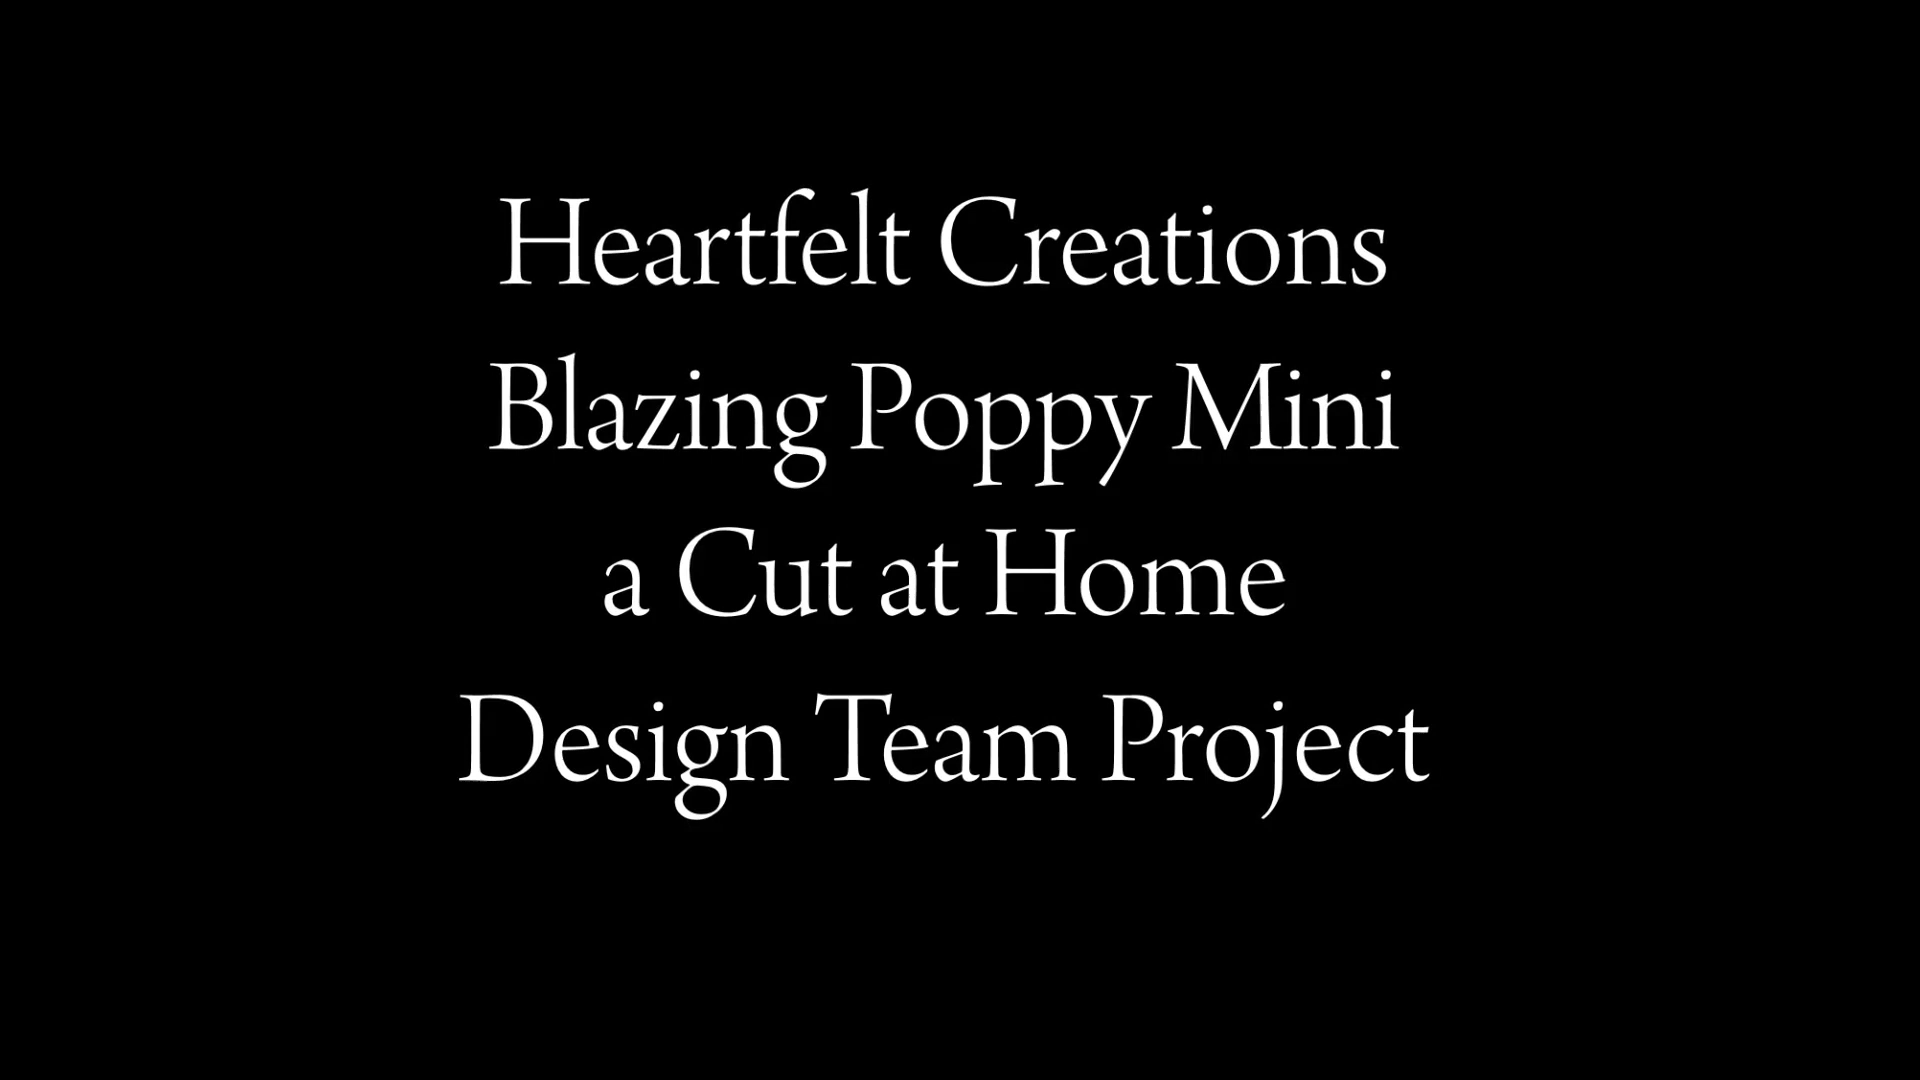 Heartfelt Creations
Blazing Poppy Mini
a Cut at Home
Design Team Project